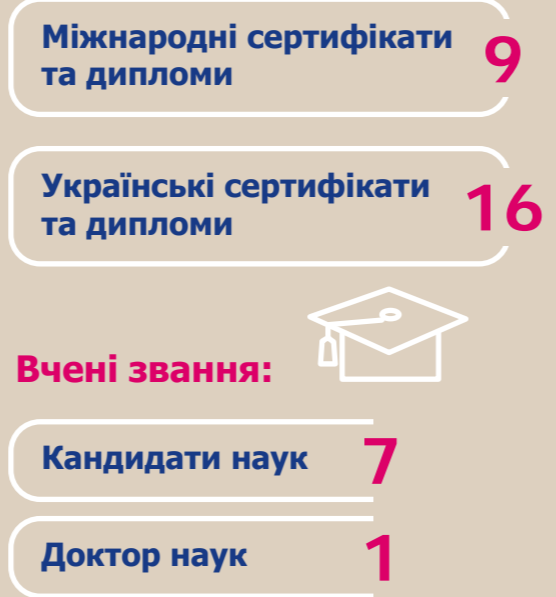 Міжнародні сертифікати
та дипломи
9
Українські сертифікати
та дипломи
16
Вчені звання:
Кандидати наук 7
Доктор наук 1